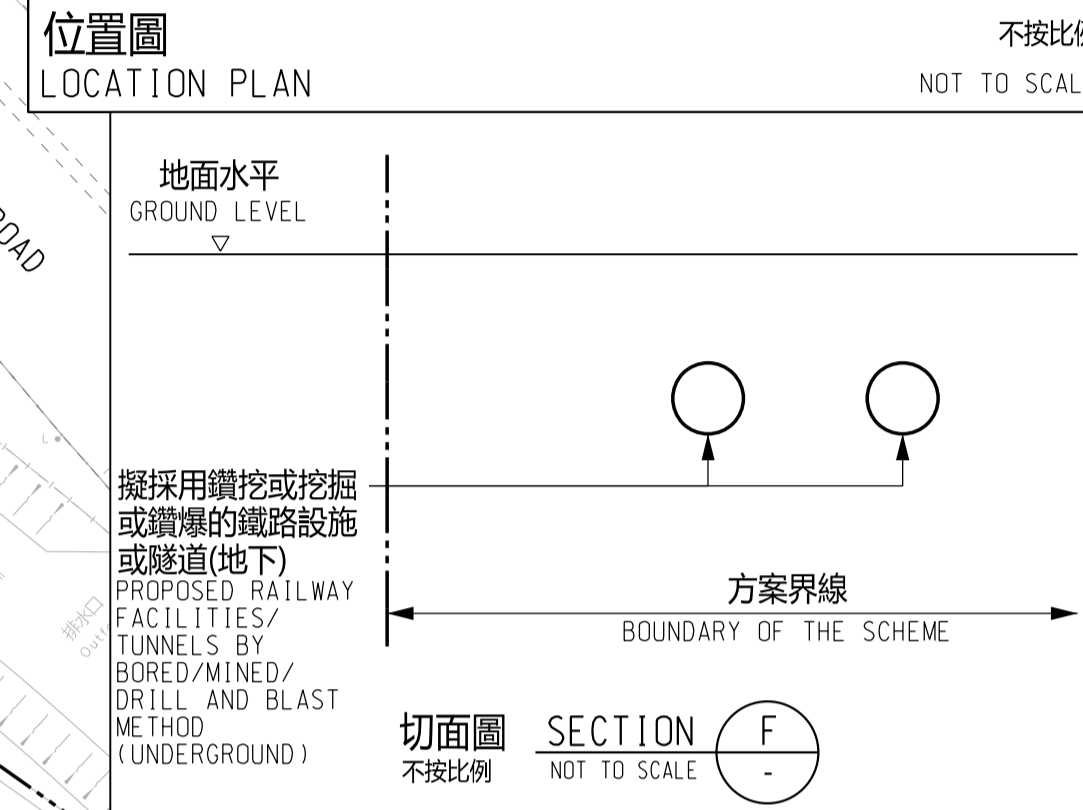 位置圖
LOCATION PLAN
不按比例
NOT TO SCAL
地面水平
GROUND LEVEL
ROAD
L
擬採用鑽挖或挖掘
或鑽爆的鐵路設施
或隧道(地下)
PROPOSED RAILWAY
FACILITIES/
TUNNELS BY
BORED/MINED/
DRILL AND BLAST
METHOD
(UNDERGROUND)
排水口
Outf
方案界線
BOUNDARY OF THE SCHEME
切面圖
不按比例
SECTION
NOT TO SCALE
F
-